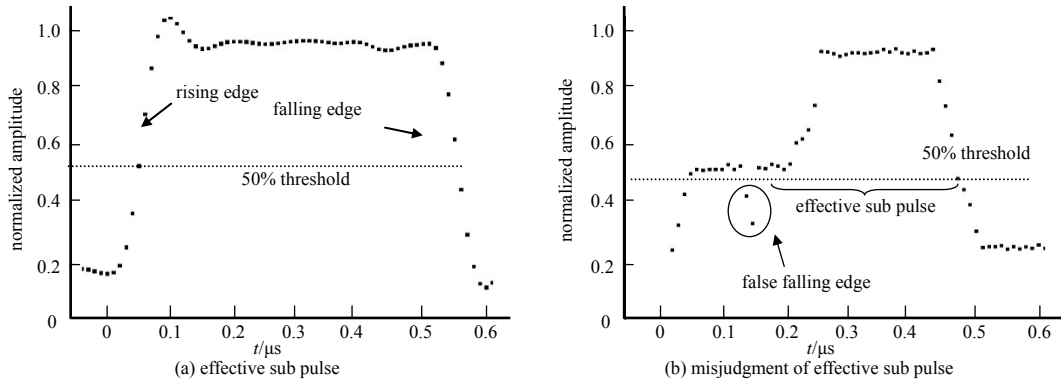 normalized amplitude
1.0
0.8
0.6
0.4
0.2
0
rising edge
falling edge
50% threshold
0 0.1 0.2 0.3 0.4 0.5 0.6
t/μs
(a) effective sub pulse
normalized amplitude
1.0
0.8
0.6
0.4
0.2
0
50% threshold
effective sub pulse
false falling edge
0 0.1 0.2 0.3 0.4 0.5 0.6
t/μs
(b) misjudgment of effective sub pulse